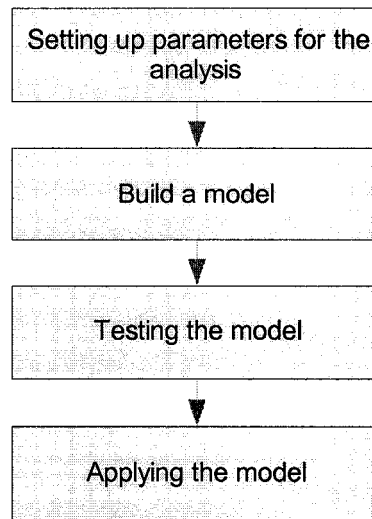 Setting up parameters for the
analysis
Build a model
Testing the model
Applying the model